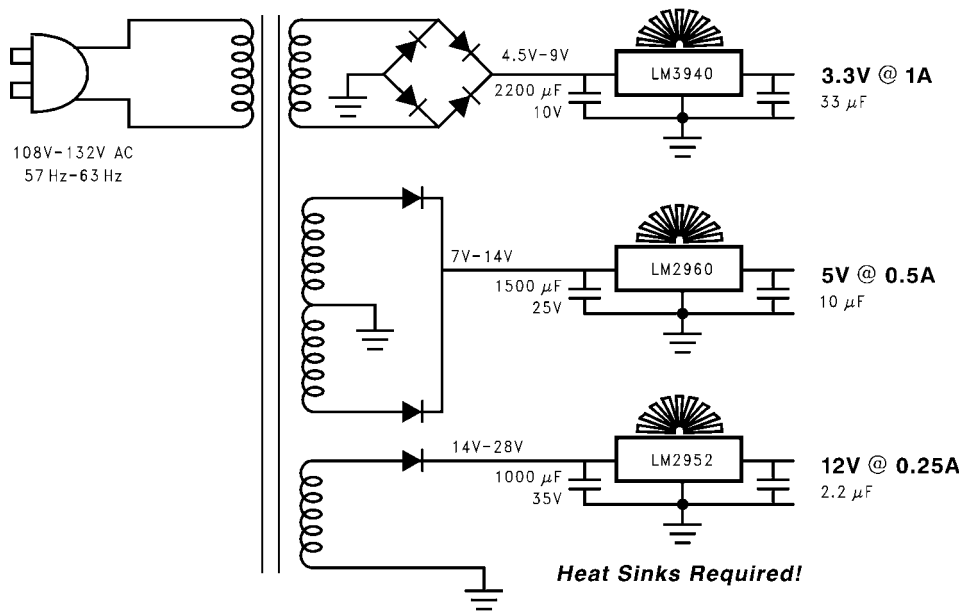 4.5V–9V
LM3940
3.3V @ 1A
2200 µF
10V
33 µF
108V–132V AC
57 Hz–63 Hz
7V–14V
LM2960
5V @ 0.5A
1500 µF
25V
10 µF
14V–28V
LM2952
12V @ 0.25A
1000 µF
35V
2.2 µF
Heat Sinks Required!